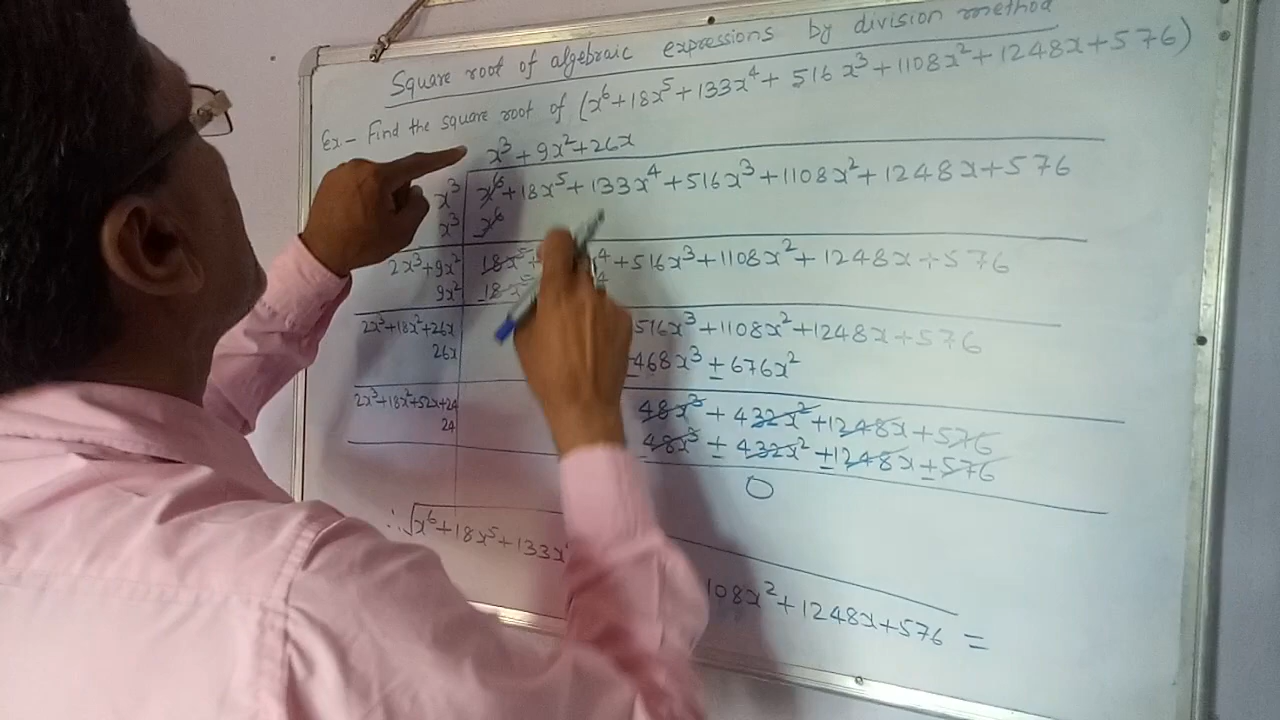 Square root of algebraic expressions by division method
Ex- Find the square root of (x⁶+18x⁵+133x⁴+516x³+1108x²+1248x+576)
x³+9x²+26x
x³ x⁶+18x⁵+133x⁴+516x³+1108x²+1248x+576
x³ x⁶
2x³+9x² 18x⁵+ ⁴+516x³+1108x²+1248x+576
9x² 18x⁵ ⁴
2x³+18x²+26x 516x³+1108x²+1248x+576
26x 468x³±676x²
2x³+18x²+52x+24 48x³+432x²+1248x+576
24 48x³±432x²±1248x±576
0
∴√x⁶+18x⁵+133x 108x²+1248x+576 =